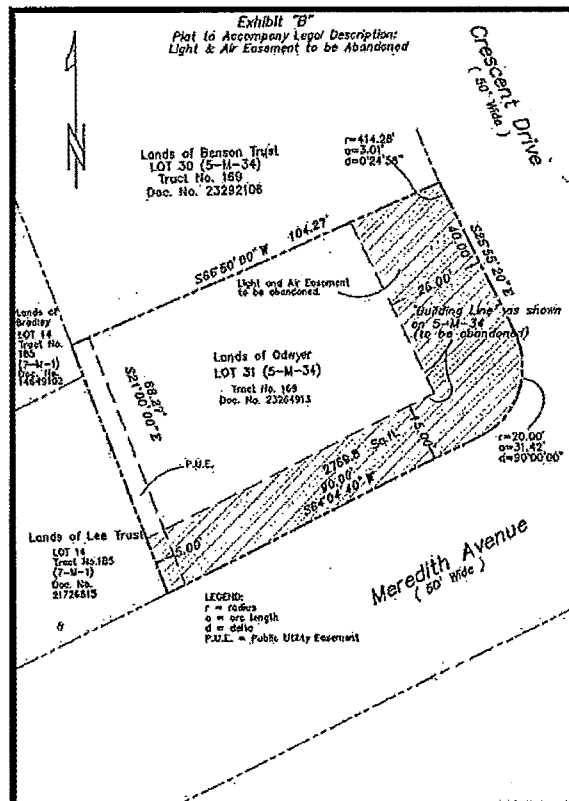 Exhibit "B"
Plat to Accompany Legal Description:
Light & Air Easement to be Abandoned
Crescent Drive
( 50' Wide )
N
Lands of Benson Trust
LOT 30 (5-M-34)
Tract No. 169
Doc. No. 23292106
r=414.28'
a=3.01'
d=0°24'58"
S66°50'00" W 104.27'
S25°55'20" E
40.00'
26.00'
Light and Air Easement
to be abandoned.
"Building Line" as shown
on 5-M-34
(to be abandoned)
Lands of
Bradley
LOT 14
Tract No.
185
(7-M-1)
Doc. No.
14649102
Lands of Odwyer
LOT 31 (5-M-34)
Tract No. 169
Doc. No. 23264913
S21°00'00" E
68.27'
P.U.E.
2769.8 Sq.ft.
90.00'
S64°04'40" W
r=20.00'
a=31.42'
d=90°00'00"
Lands of Lee Trust
LOT 14
Tract No.185
(7-M-1)
Doc. No.
21726815
&
5.00'
Meredith Avenue
( 50' Wide )
LEGEND:
r = radius
a = arc length
d = delta
P.U.E. = Public Utility Easement